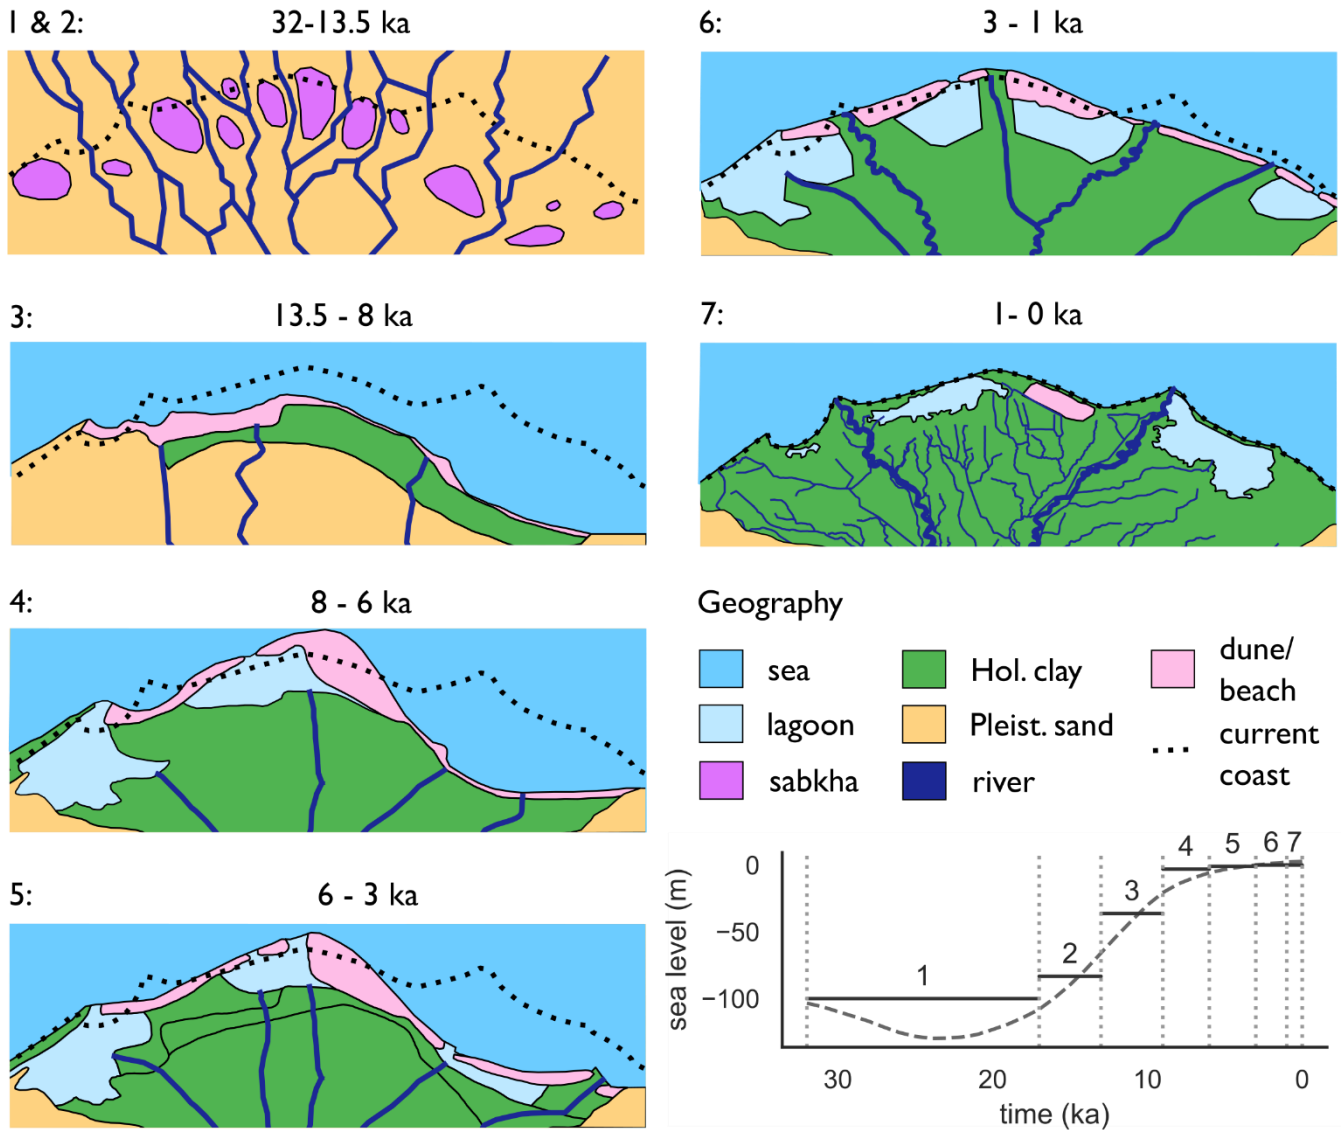 1 & 2:
32-13.5 ka
3:
13.5 - 8 ka
4:
8 - 6 ka
5:
6 - 3 ka
6:
3 - 1 ka
7:
1- 0 ka
Geography
sea
lagoon
sabkha
Hol. clay
Pleist. sand
river
dune/
beach
current
coast
sea level (m)
0
−50
−100
1
2
3
4
5
6
7
30
20
10
0
time (ka)